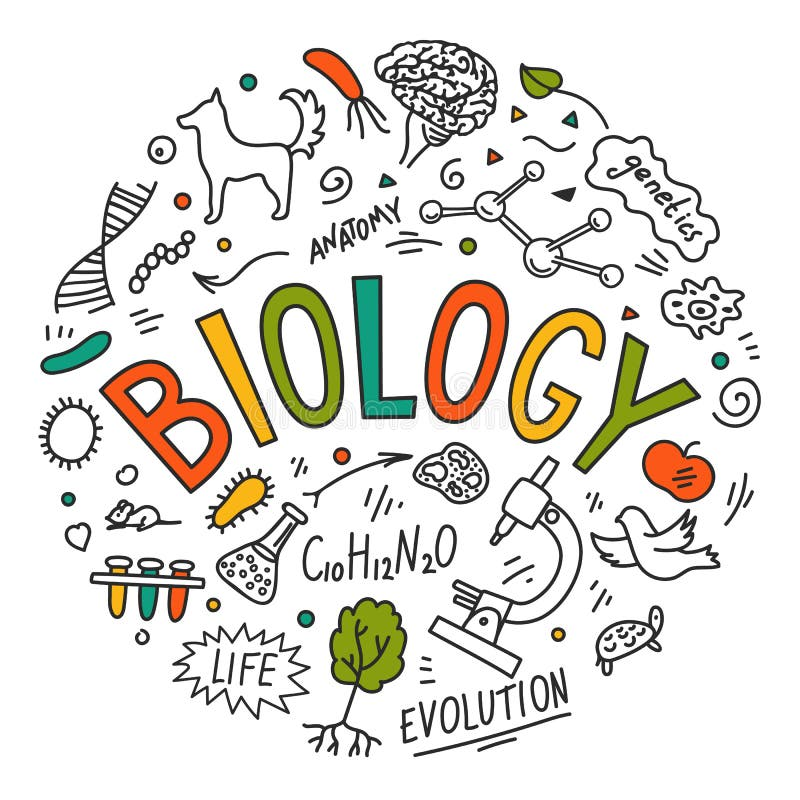 genetics
ANATOMY
BIOLOGY
C10H12N2O
LIFE
EVOLUTION